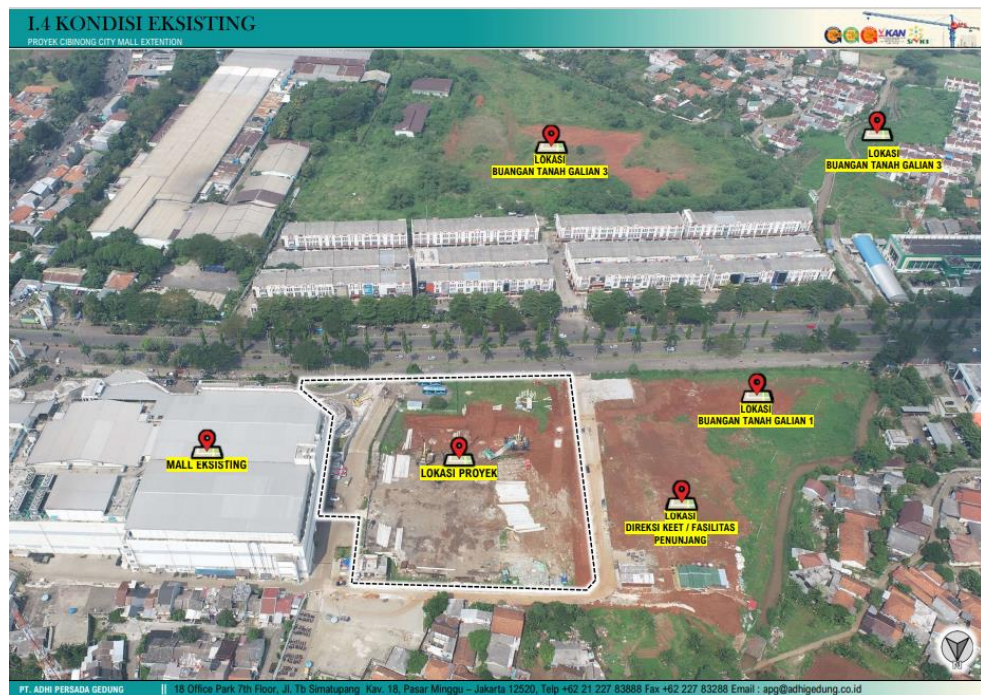 I.4 KONDISI EKSISTING
PROYEK CIBINONG CITY MALL EXTENTION
KAN
LOKASI
BUANGAN TANAH GALIAN 3
LOKASI
BUANGAN TANAH GALIAN 3
LOKASI
BUANGAN TANAH GALIAN 1
MALL EKSISTING
LOKASI PROYEK
LOKASI
DIREKSI KEET / FASILITAS
PENUNJANG
PT. ADHI PERSADA GEDUNG || 18 Office Park 7th Floor, Jl. Tb Simatupang Kav. 18, Pasar Minggu – Jakarta 12520, Telp +62 21 227 83888 Fax +62 227 83288 Email : apg@adhigedung.co.id